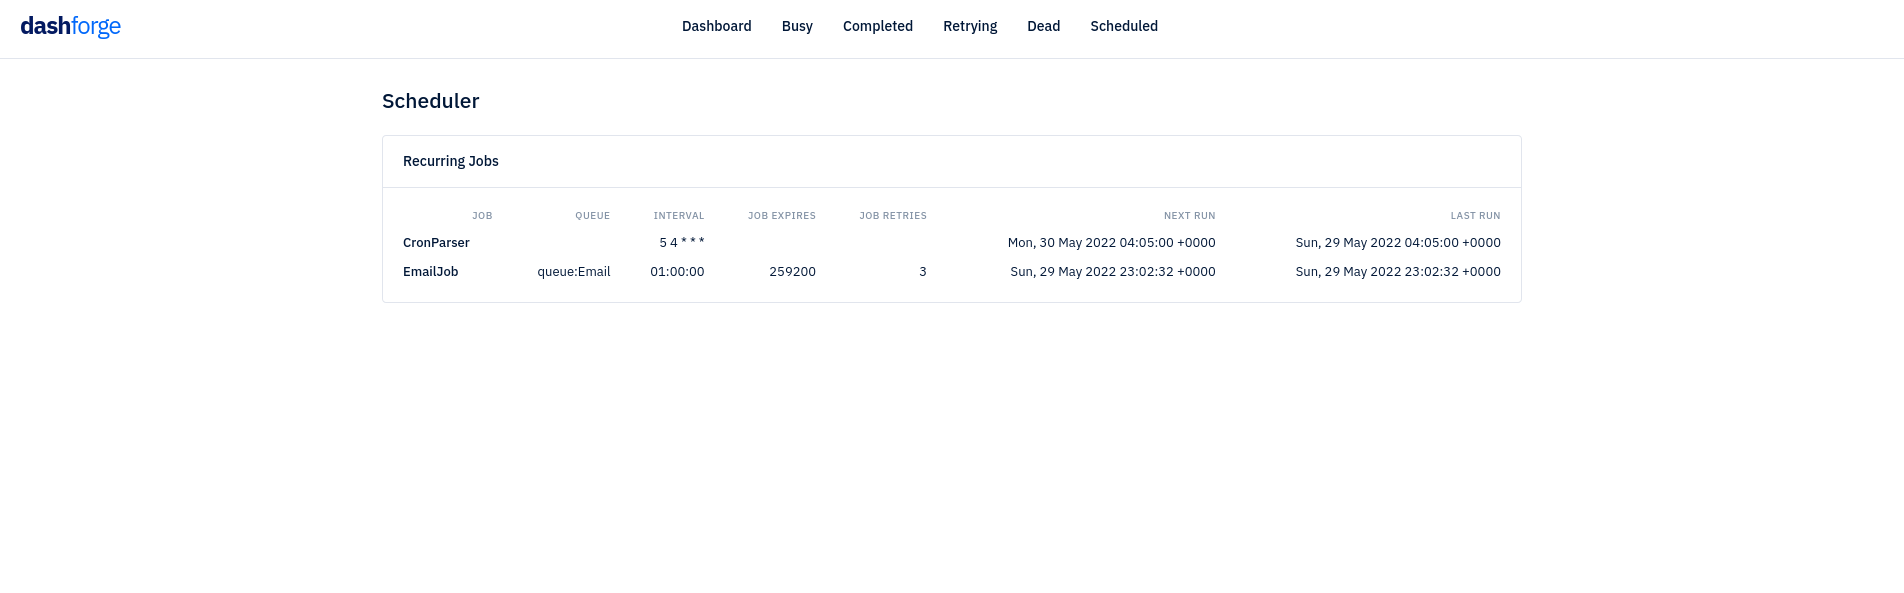 dashforge Dashboard Busy Completed Retrying Dead Scheduled
Scheduler
Recurring Jobs
JOB QUEUE INTERVAL JOB EXPIRES JOB RETRIES NEXT RUN LAST RUN
CronParser 5 4 * * * Mon, 30 May 2022 04:05:00 +0000 Sun, 29 May 2022 04:05:00 +0000
EmailJob queue:Email 01:00:00 259200 3 Sun, 29 May 2022 23:02:32 +0000 Sun, 29 May 2022 23:02:32 +0000